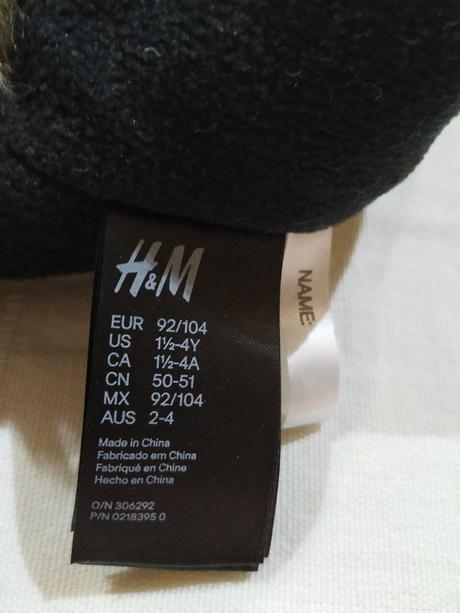 H&M
EUR 92/104
US 1½-4Y
CA 1½-4A
CN 50-51
MX 92/104
AUS 2-4
Made in China
Fabricado em China
Fabriqué en Chine
Hecho en China
O/N 306292
P/N 0218395 0
NAME: